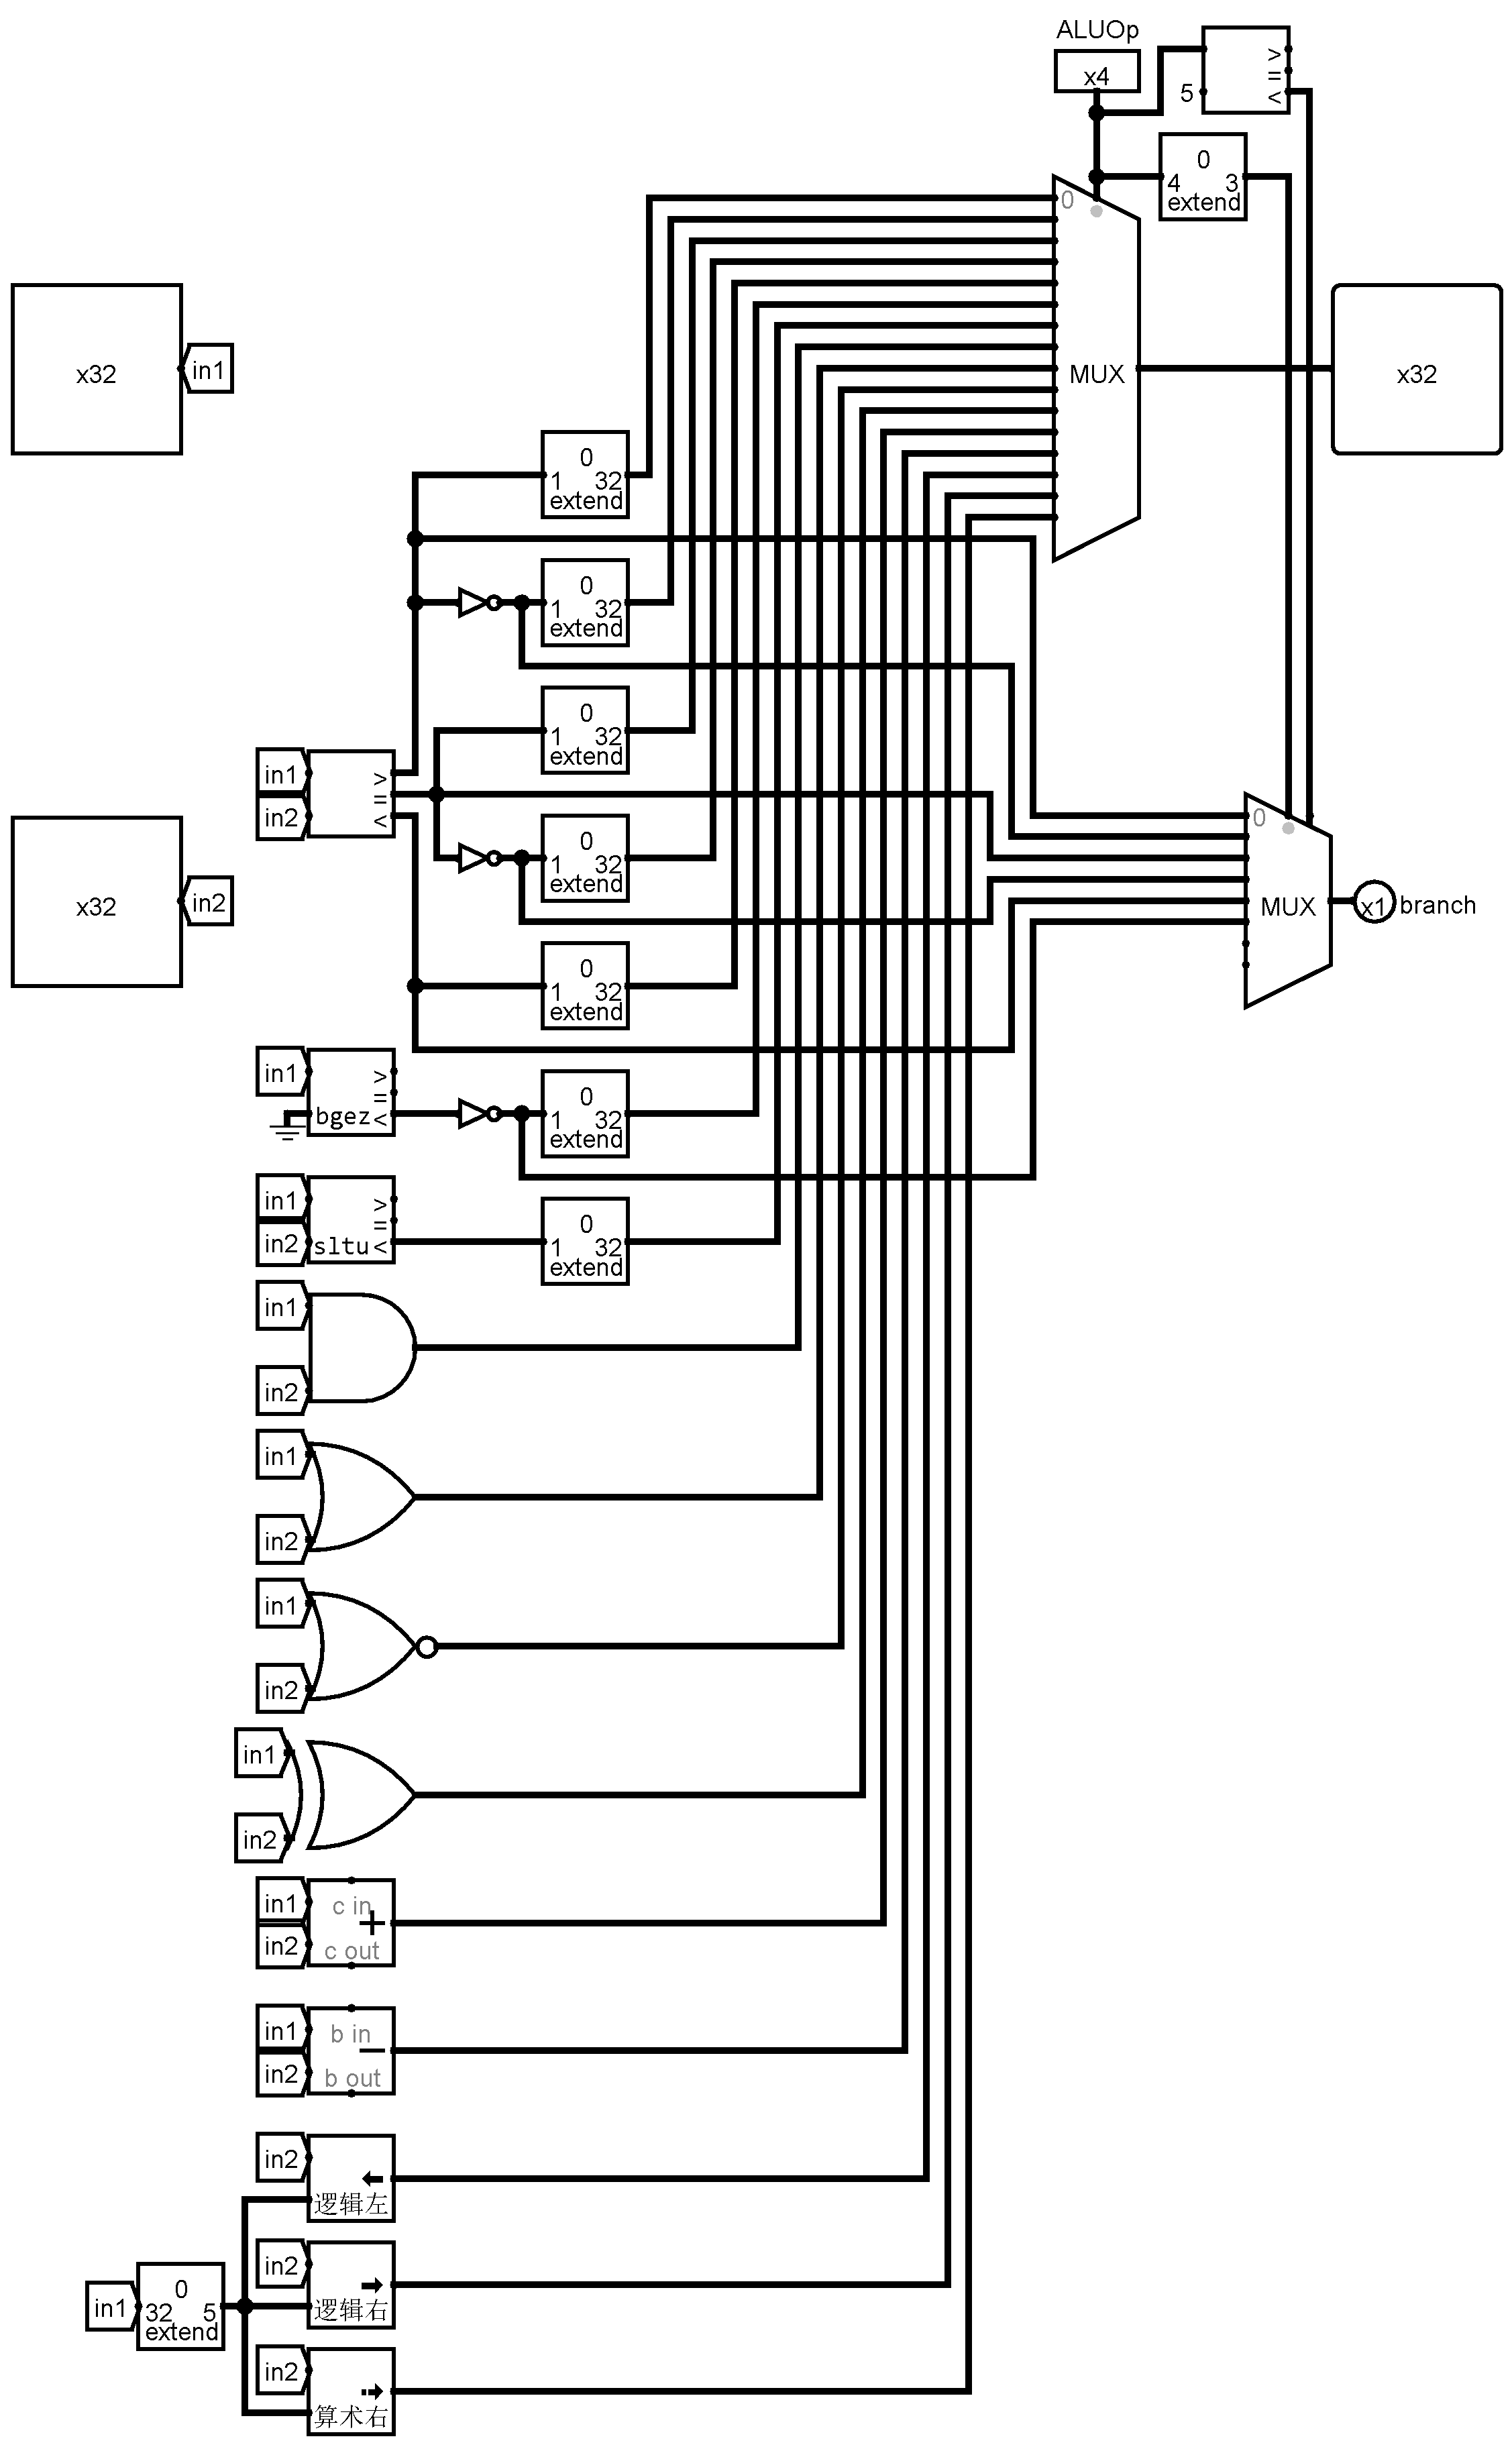 ALUOp
x4
>
=
<
5
0
4 3
extend
0
MUX
x32
in1
x32
0
1 32
extend
0
1 32
extend
0
1 32
extend
in1
in2
>
=
<
0
1 32
extend
x32
in2
0
MUX
x1
branch
0
1 32
extend
in1
>
=
bgez <
0
1 32
extend
in1
in2
>
=
sltu <
0
1 32
extend
in1
in2
in1
in2
in1
in2
in1
in2
in1
in2
c in
+
c out
in1
in2
b in
−
b out
in2
逻辑左
in2
逻辑右
in1
0
32 5
extend
in2
算术右